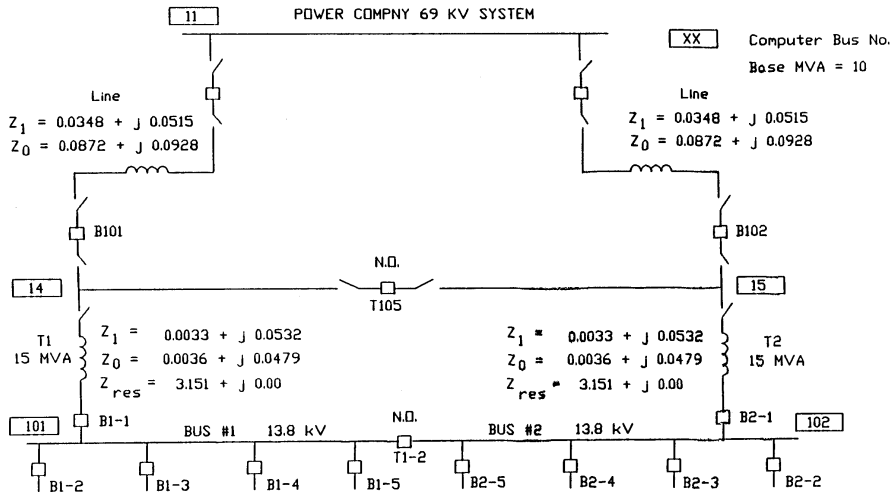 11
POWER COMPNY 69 KV SYSTEM
XX Computer Bus No.
Base MVA = 10
Line
Z1 = 0.0348 + j 0.0515
Z0 = 0.0872 + j 0.0928
Line
Z1 = 0.0348 + j 0.0515
Z0 = 0.0872 + j 0.0928
B101
B102
N.O.
14
T105
15
T1
15 MVA
Z1 = 0.0033 + j 0.0532
Z0 = 0.0036 + j 0.0479
Zres = 3.151 + j 0.00
Z1 = 0.0033 + j 0.0532
Z0 = 0.0036 + j 0.0479
Zres = 3.151 + j 0.00
T2
15 MVA
101
B1-1
N.O.
B2-1
102
BUS #1 13.8 kV
BUS #2 13.8 kV
T1-2
B1-2
B1-3
B1-4
B1-5
B2-5
B2-4
B2-3
B2-2